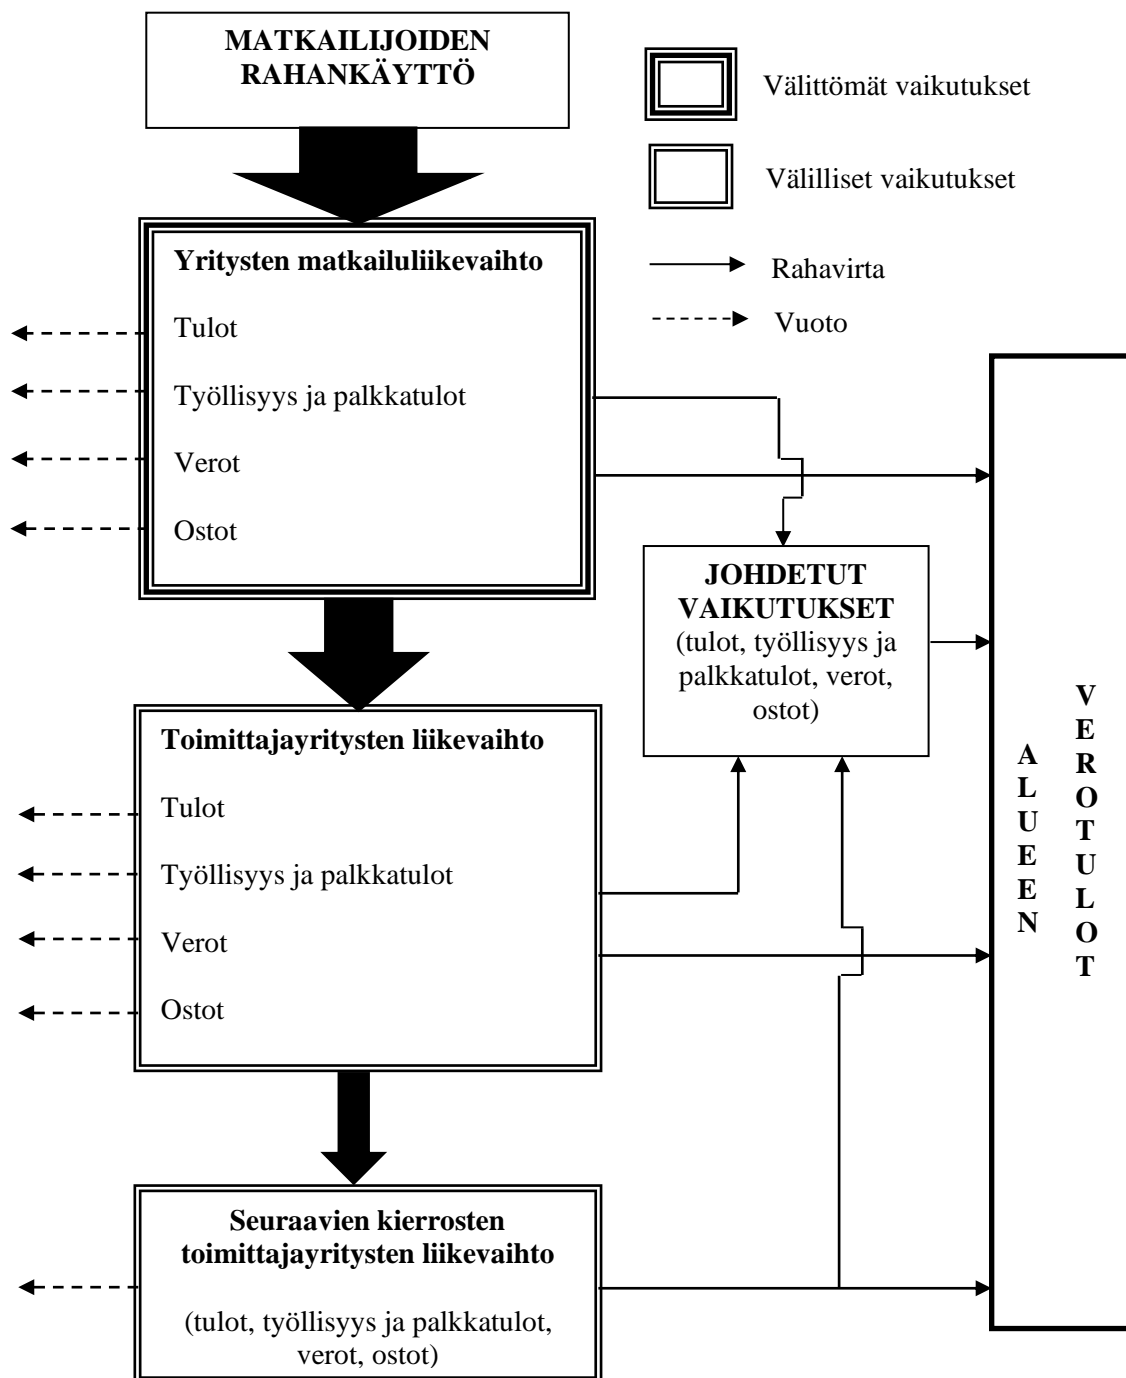 MATKAILIJOIDEN
RAHANKÄYTTÖ
Välittömät vaikutukset
Välilliset vaikutukset
Rahavirta
Vuoto
Yritysten matkailuliikevaihto
Tulot
Työllisyys ja palkkatulot
Verot
Ostot
JOHDETUT
VAIKUTUKSET
(tulot, työllisyys ja
palkkatulot, verot,
ostot)
Toimittajayritysten liikevaihto
Tulot
Työllisyys ja palkkatulot
Verot
Ostot
Seuraavien kierrosten
toimittajayritysten liikevaihto
(tulot, työllisyys ja palkkatulot,
verot, ostot)
ALUEEN
VEROTULOT